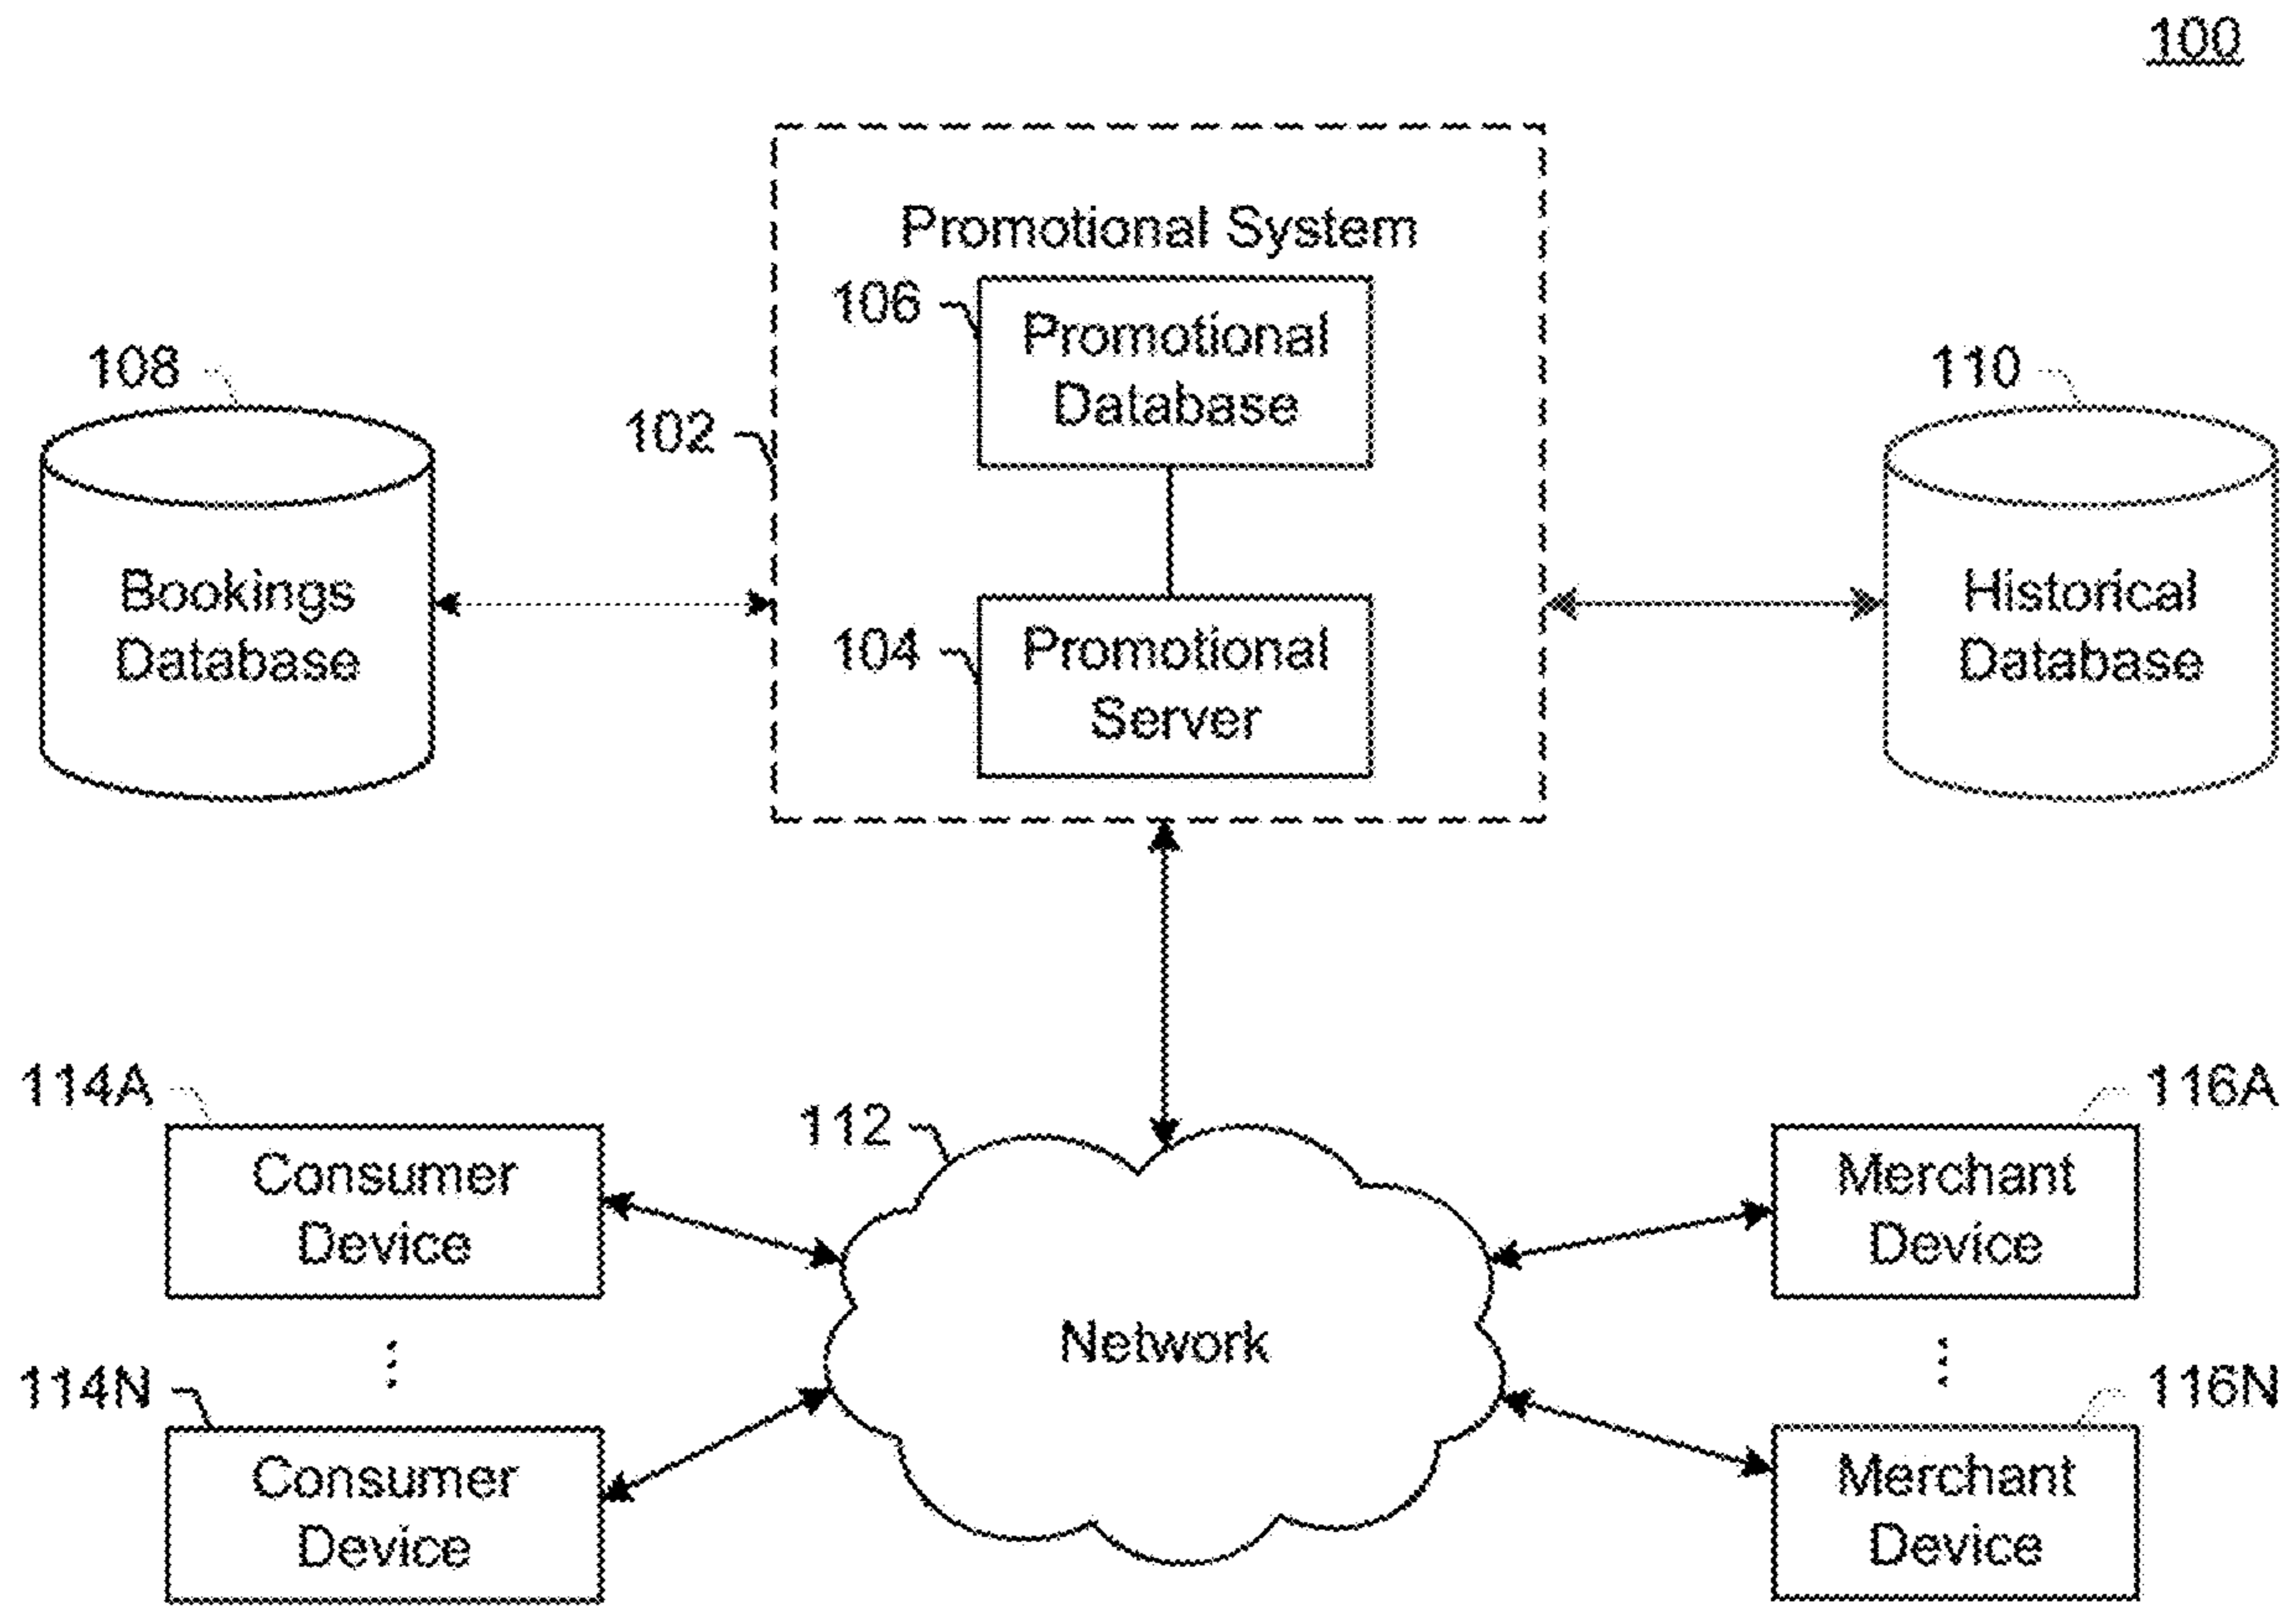 100
Promotional System
106
Promotional
Database
108
102
110
Bookings
Database
Historical
Database
104
Promotional
Server
114A
112
116A
Consumer
Device
Merchant
Device
Network
114N
116N
Consumer
Device
Merchant
Device